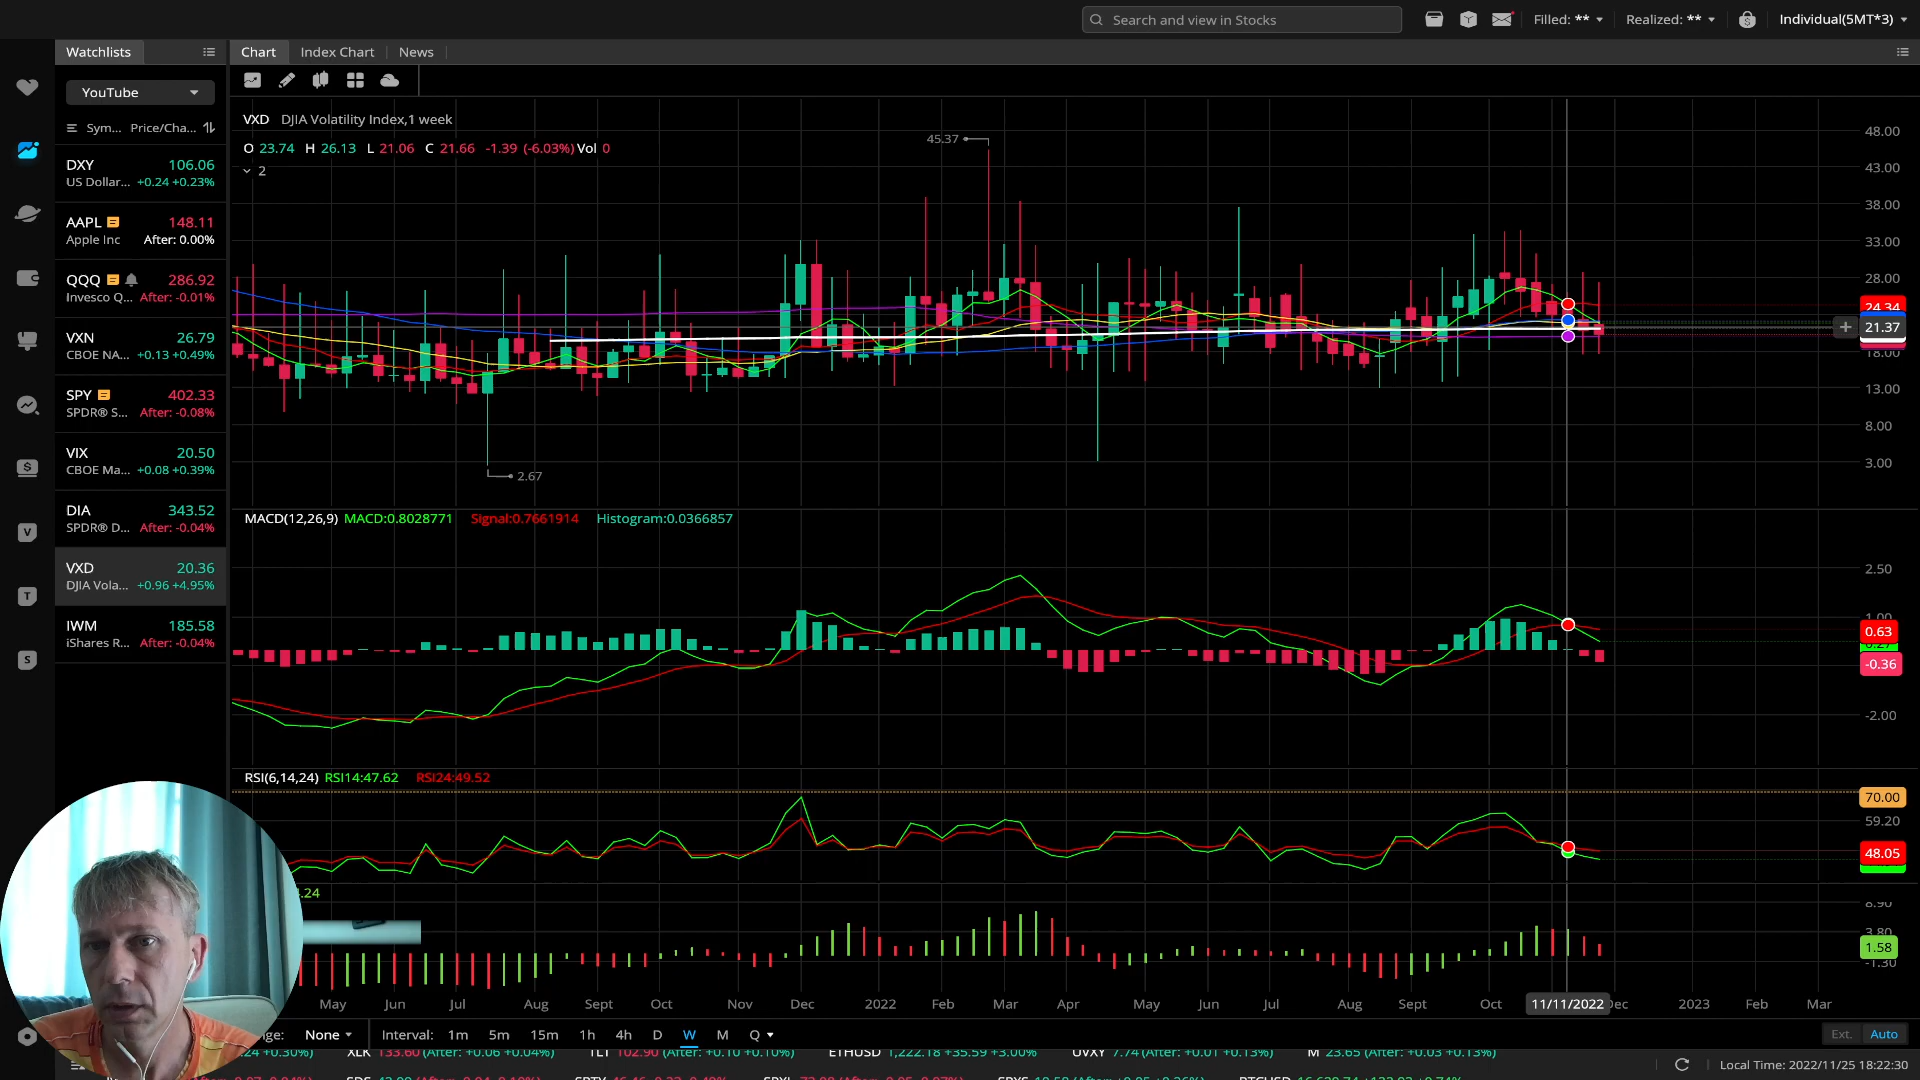 Search and view in Stocks
Filled: **
Realized: **
Individual(5MT*3)
Watchlists
Chart
Index Chart
News
YouTube
Sym... Price/Cha...
DXY 106.06
US Dollar... +0.24 +0.23%
AAPL 148.11
Apple Inc After: 0.00%
QQQ 286.92
Invesco Q... After: -0.01%
VXN 26.79
CBOE NA... +0.13 +0.49%
SPY 402.33
SPDR® S... After: -0.08%
VIX 20.50
CBOE Ma... +0.08 +0.39%
DIA 343.52
SPDR® D... After: -0.04%
VXD 20.36
DJIA Vola... +0.96 +4.95%
IWM 185.58
iShares R... After: -0.04%
VXD DJIA Volatility Index,1 week
O 23.74 H 26.13 L 21.06 C 21.66 -1.39 (-6.03%) Vol 0
2
45.37
2.67
48.00
43.00
38.00
33.00
28.00
24.34
21.37
18.00
13.00
8.00
3.00
MACD(12,26,9) MACD:0.8028771 Signal:0.7661914 Histogram:0.0366857
2.50
1.00
0.63
-0.36
-2.00
RSI(6,14,24) RSI14:47.62 RSI24:49.52
70.00
59.20
48.05
.24
8.90
3.80
1.58
-1.30
May Jun Jul Aug Sept Oct Nov Dec 2022 Feb Mar Apr May Jun Jul Aug Sept Oct 11/11/2022 Dec 2023 Feb Mar
ge: None Interval: 1m 5m 15m 1h 4h D W M Q
Ext. Auto
.24 +0.30%) XLK 133.60 (After: +0.06 +0.04%) TLT 102.90 (After: +0.10 +0.10%) ETHUSD 1,222.18 +35.59 +3.00% UVXY 7.74 (After: +0.01 +0.13%) M 23.65 (After: +0.03 +0.13%)
Local Time: 2022/11/25 18:22:30